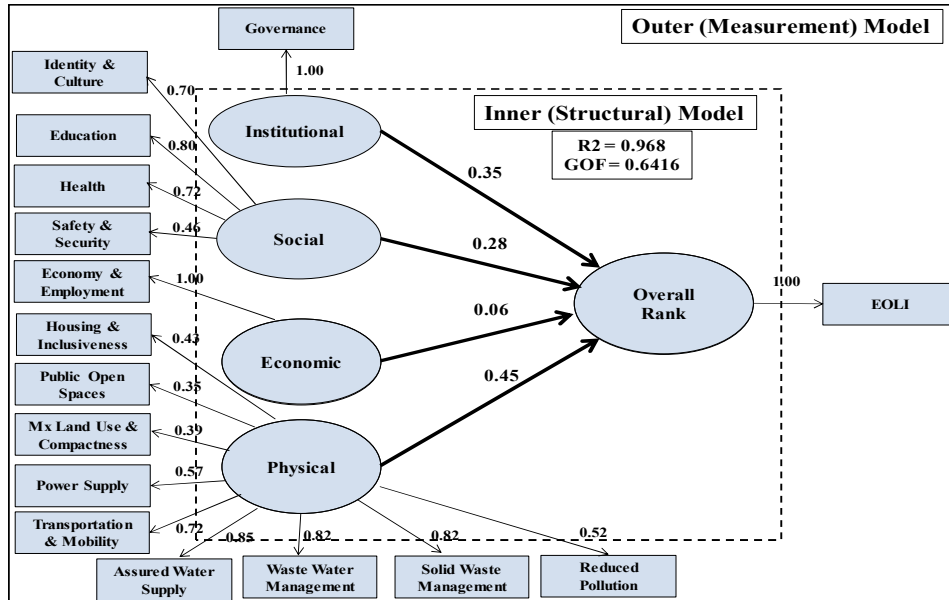 Outer (Measurement) Model
Governance
1.00
Identity &
Culture
0.70
Education
0.80
Health
0.72
Safety &
Security
0.46
Economy &
Employment
1.00
Housing &
Inclusiveness
0.43
Public Open
Spaces
0.35
Mx Land Use &
Compactness
0.39
Power Supply
0.57
Transportation
& Mobility
0.72
Assured Water
Supply
0.85
Waste Water
Management
0.82
Solid Waste
Management
0.82
Reduced
Pollution
0.52
Inner (Structural) Model
R2 = 0.968
GOF = 0.6416
Institutional
0.35
Social
0.28
Economic
0.06
Physical
0.45
Overall
Rank
1.00
EOLI